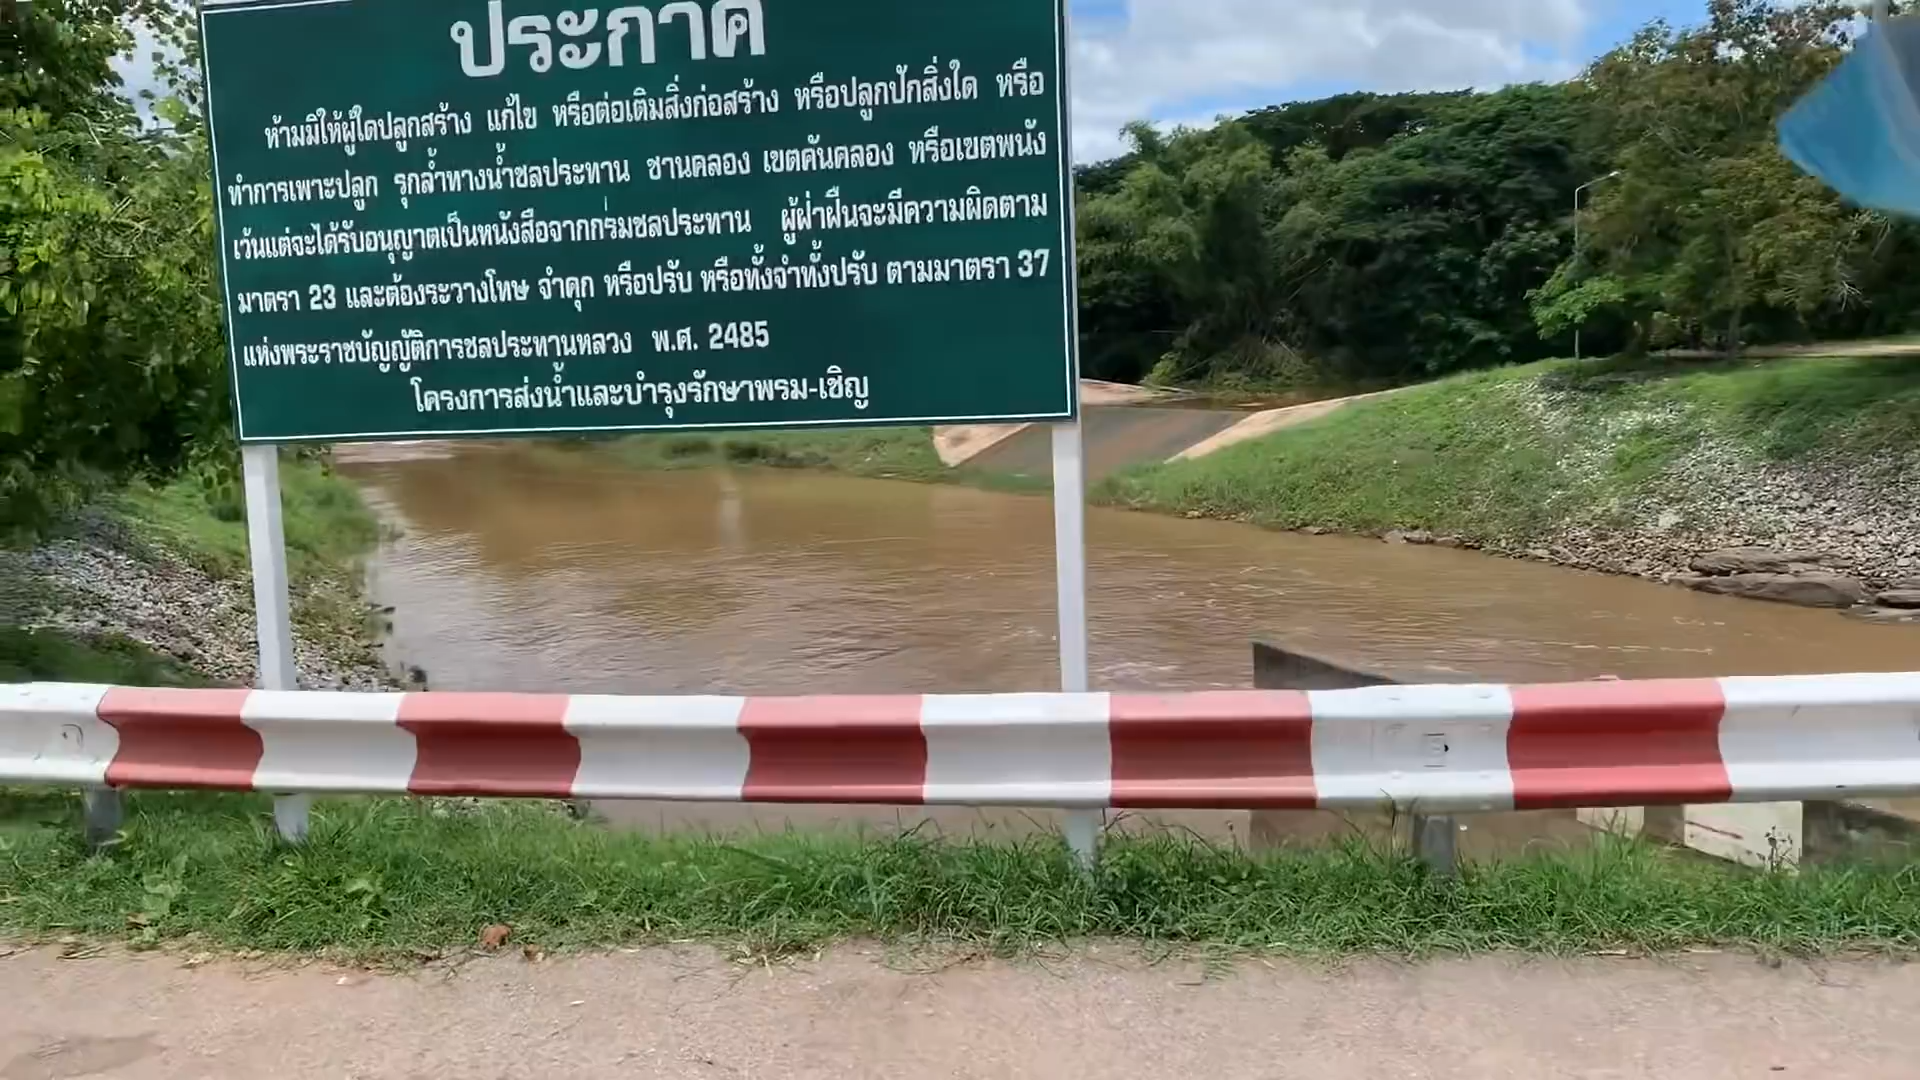 ประกาศ
ห้ามมิให้ผู้ใดปลูกสร้าง แก้ไข หรือต่อเติมสิ่งก่อสร้าง หรือปลูกปักสิ่งใด หรือ
ทำการเพาะปลูก รุกล้ำทางน้ำชลประทาน ชานคลอง เขตคันคลอง หรือเขตพนัง
เว้นแต่จะได้รับอนุญาตเป็นหนังสือจากกรมชลประทาน ผู้ฝ่าฝืนจะมีความผิดตาม
มาตรา 23 และต้องระวางโทษ จำคุก หรือปรับ หรือทั้งจำทั้งปรับ ตามมาตรา 37
แห่งพระราชบัญญัติการชลประทานหลวง พ.ศ. 2485
โครงการส่งน้ำและบำรุงรักษาพรม-เชิญ